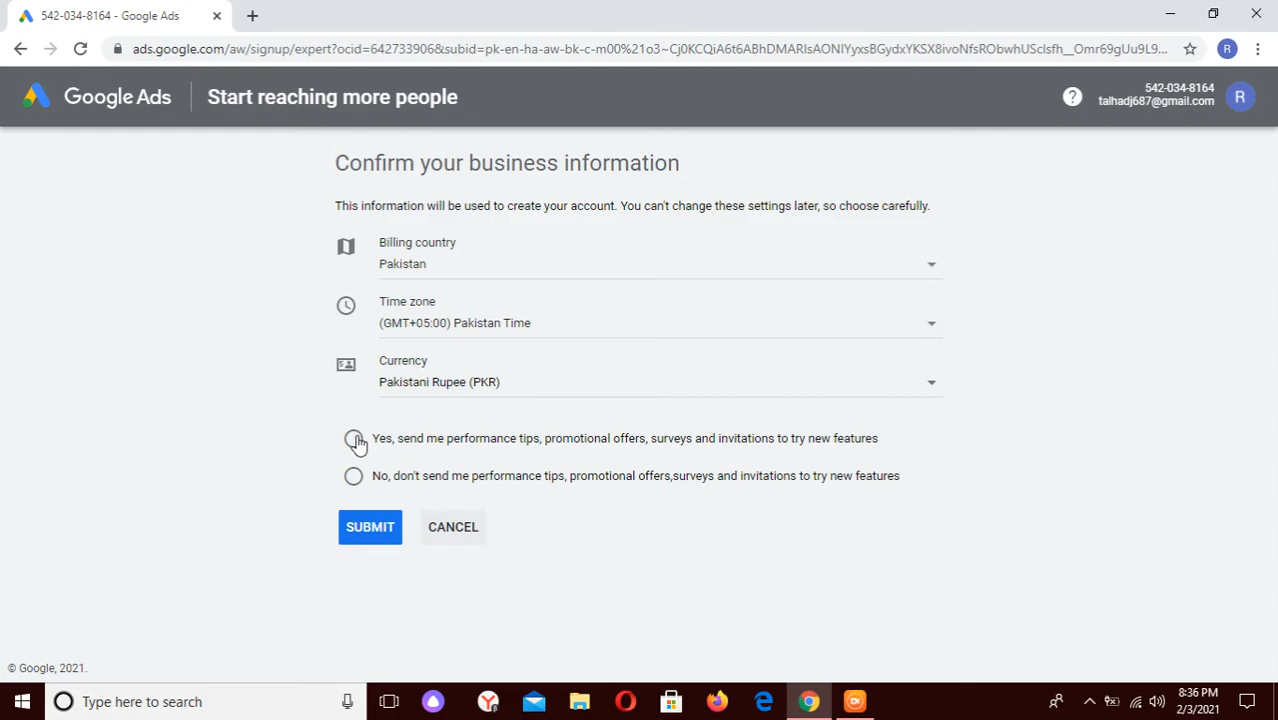 542-034-8164 - Google Ads
ads.google.com/aw/signup/expert?ocid=642733906&subid=pk-en-ha-aw-bk-c-m00%21o3~
R
Google Ads
Start reaching more people
542-034-8164
talhadj687@gmail.com
R
Confirm your business information
This information will be used to create your account. You can't change these settings later, so choose carefully.
Billing country
Pakistan
Time zone
(GMT+05:00) Pakistan Time
Currency
Pakistani Rupee (PKR)
Yes, send me performance tips, promotional offers, surveys and invitations to try new features
No, don't send me performance tips, promotional offers,surveys and invitations to try new features
SUBMIT
CANCEL
© Google, 2021.
Type here to search
8:36 PM
2/3/2021